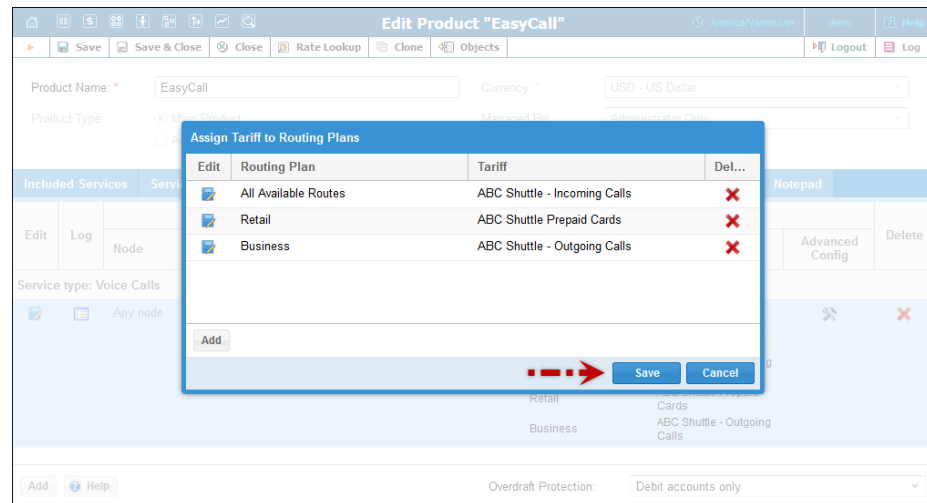 Edit Product "EasyCall"
America/Vancouver
demo
Help
Save
Save & Close
Close
Rate Lookup
Clone
Objects
Logout
Log
Product Name: *
EasyCall
Currency: *
USD - US Dollar
Product Type
Main Product
Managed By:
Administrator Only
Assign Tariff to Routing Plans
Edit
Routing Plan
Tariff
Del...
All Available Routes
ABC Shuttle - Incoming Calls
Retail
ABC Shuttle Prepaid Cards
Business
ABC Shuttle - Outgoing Calls
Add
Save
Cancel
Included Services
Servi
Notepad
Edit
Log
Node
Advanced
Config
Delete
Service type: Voice Calls
Any node
g
Retail
Cards
Business
ABC Shuttle - Outgoing
Calls
Add
Help
Overdraft Protection:
Debit accounts only